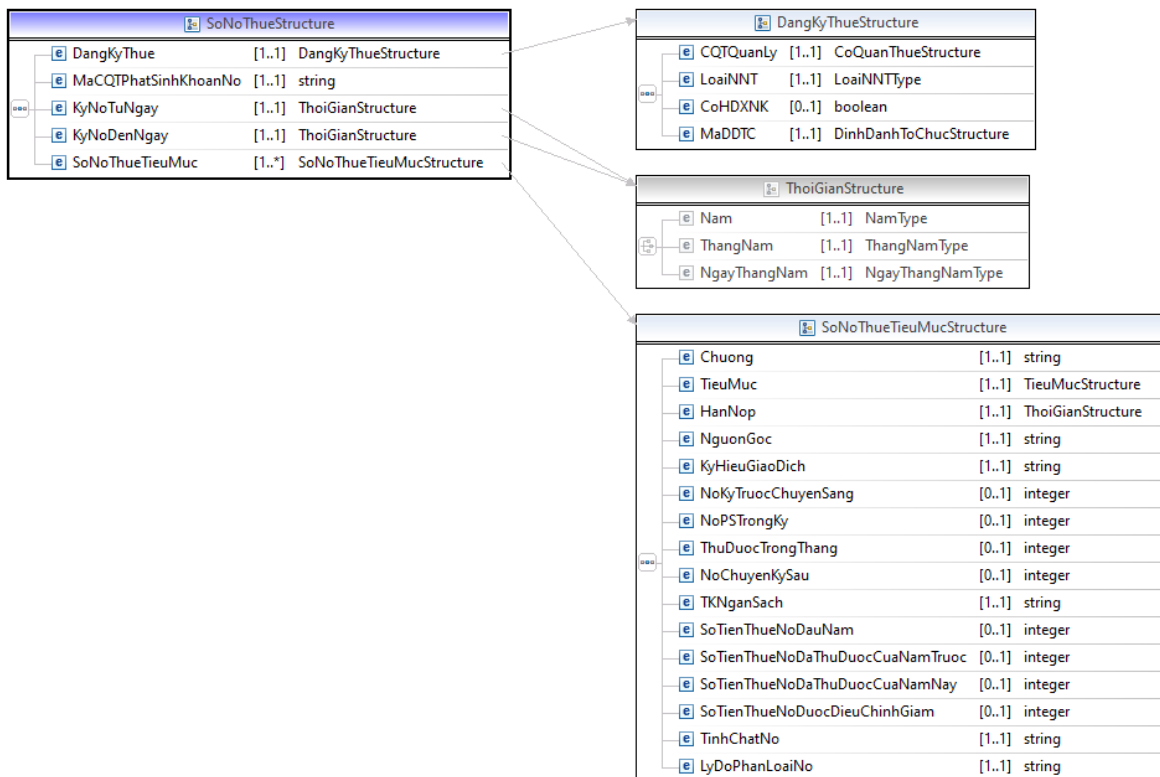 SoNoThueStructure
e DangKyThue [1..1] DangKyThueStructure
e MaCQTPhatSinhKhoanNo [1..1] string
e KyNoTuNgay [1..1] ThoiGianStructure
e KyNoDenNgay [1..1] ThoiGianStructure
e SoNoThueTieuMuc [1..*] SoNoThueTieuMucStructure
DangKyThueStructure
e CQTQuanLy [1..1] CoQuanThueStructure
e LoaiNNT [1..1] LoaiNNTType
e CoHDXNK [0..1] boolean
e MaDDTC [1..1] DinhDanhToChucStructure
ThoiGianStructure
e Nam [1..1] NamType
e ThangNam [1..1] ThangNamType
e NgayThangNam [1..1] NgayThangNamType
SoNoThueTieuMucStructure
e Chuong [1..1] string
e TieuMuc [1..1] TieuMucStructure
e HanNop [1..1] ThoiGianStructure
e NguonGoc [1..1] string
e KyHieuGiaoDich [1..1] string
e NoKyTruocChuyenSang [0..1] integer
e NoPSTrongKy [0..1] integer
e ThuDuocTrongThang [0..1] integer
e NoChuyenKySau [0..1] integer
e TKNganSach [1..1] string
e SoTienThueNoDauNam [0..1] integer
e SoTienThueNoDaThuDuocCuaNamTruoc [0..1] integer
e SoTienThueNoDaThuDuocCuaNamNay [0..1] integer
e SoTienThueNoDuocDieuChinhGiam [0..1] integer
e TinhChatNo [1..1] string
e LyDoPhanLoaiNo [1..1] string